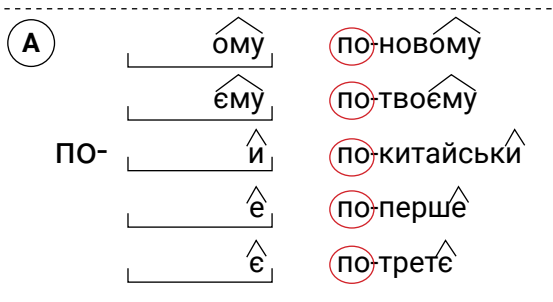 А
ому по-новому
єму по-твоєму
по- и по-китайськи
е по-перше
є по-третє